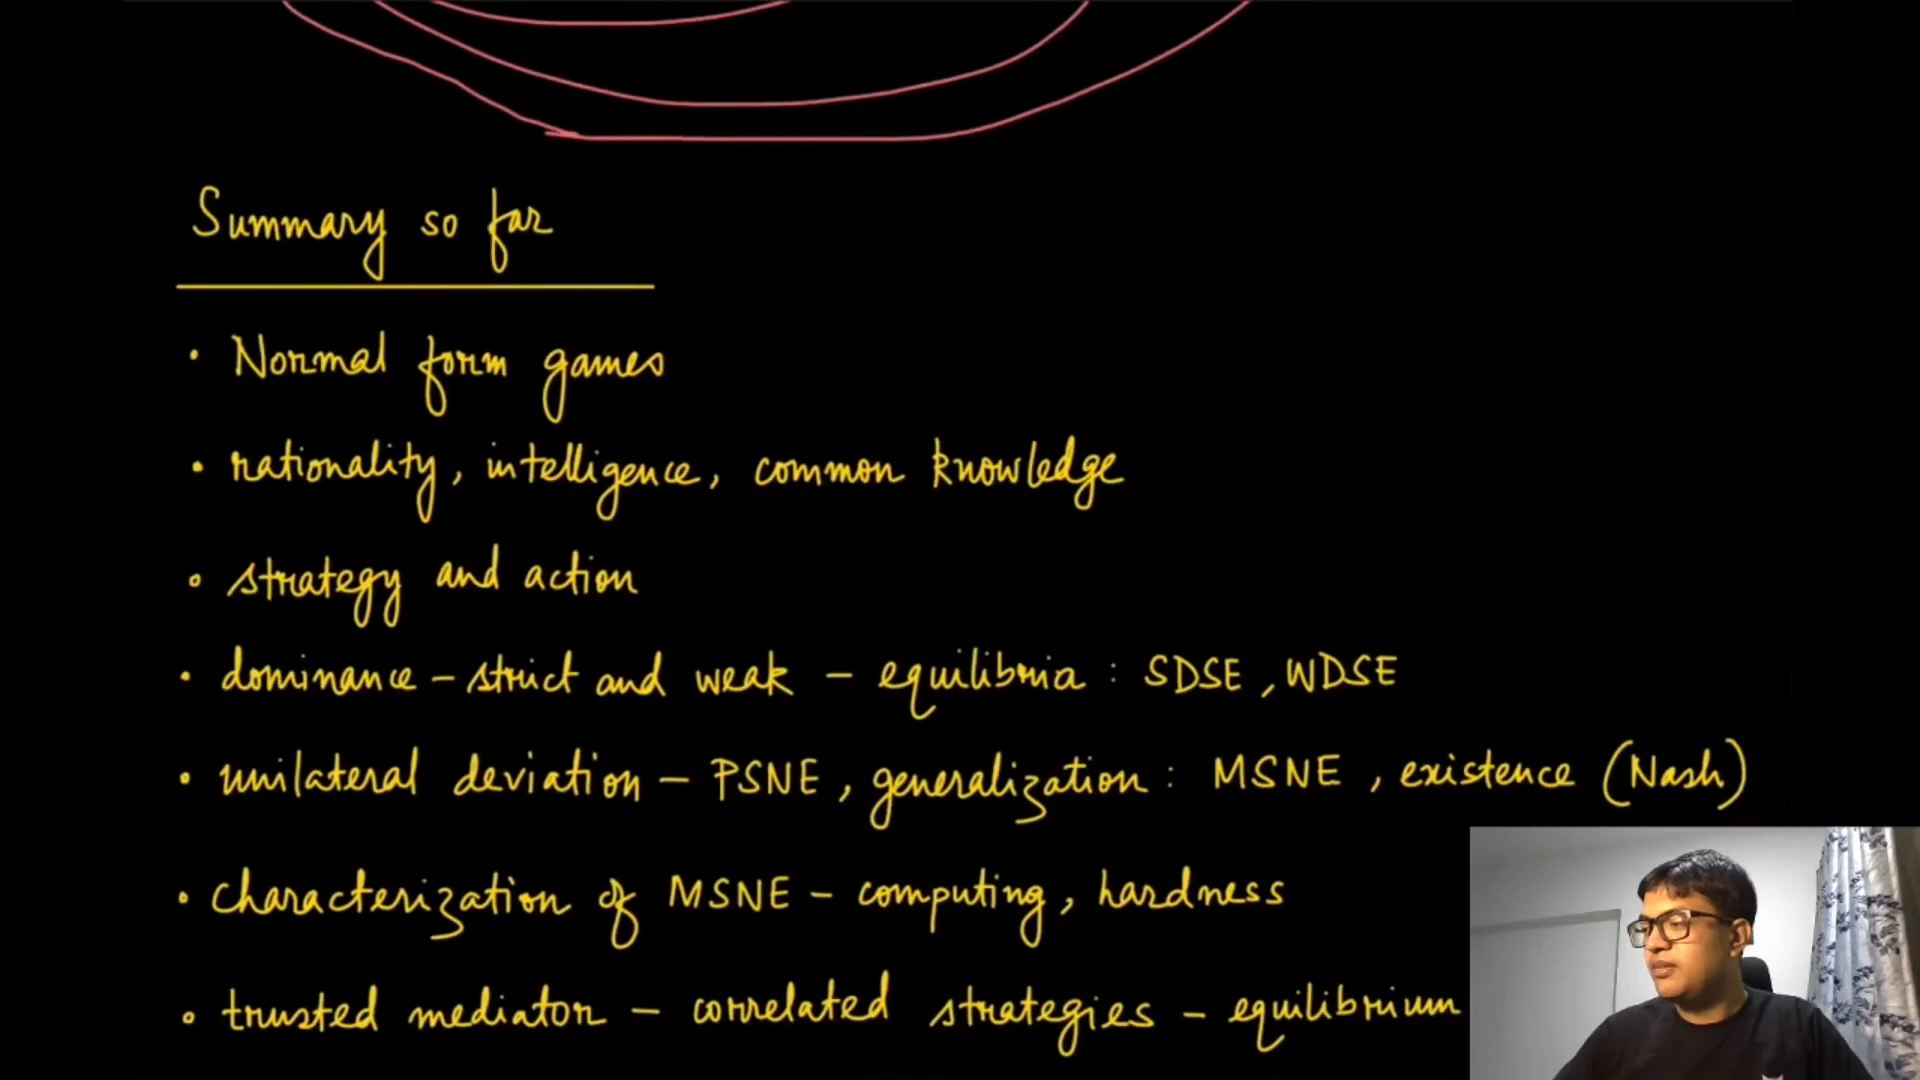 Summary so far
• Normal form games
• rationality, intelligence, common knowledge
• strategy and action
• dominance – strict and weak – equilibria : SDSE, WDSE
• unilateral deviation – PSNE, generalization : MSNE, existence (Nash)
• characterization of MSNE – computing, hardness
• trusted mediator – correlated strategies – equilibrium